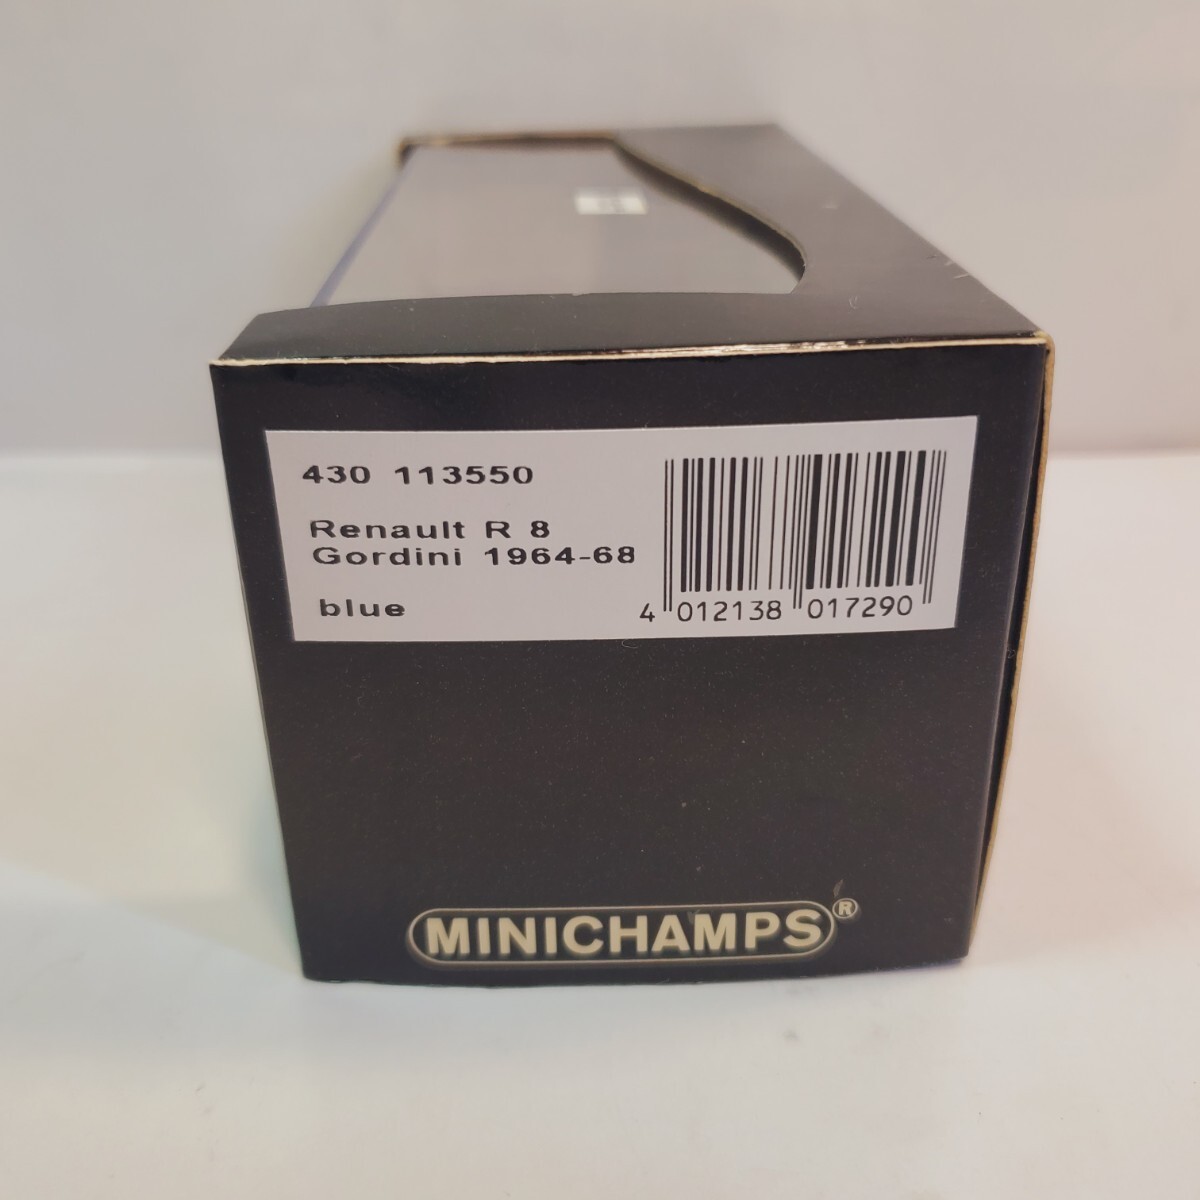 430 113550
Renault R 8
Gordini 1964-68
blue
4 012138 017290
MINICHAMPS®